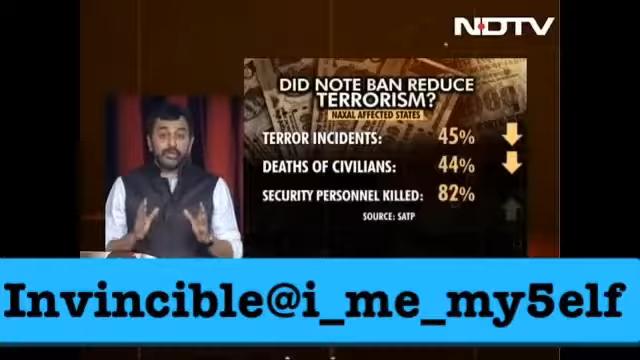 NDTV
DID NOTE BAN REDUCE
TERRORISM?
NAXAL AFFECTED STATES
TERROR INCIDENTS: 45%
DEATHS OF CIVILIANS: 44%
SECURITY PERSONNEL KILLED: 82%
SOURCE: SATP
Invincible@i_me_my5elf